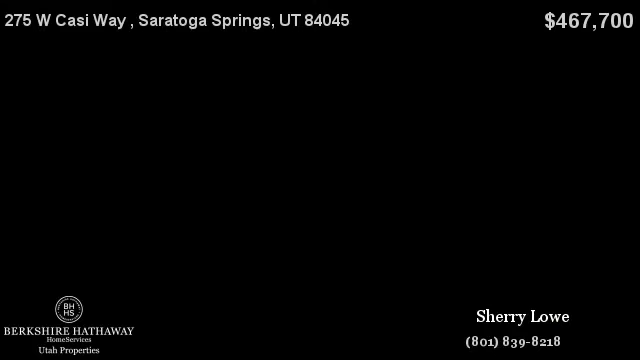 275 W Casi Way , Saratoga Springs, UT 84045
$467,700
BH
HS
BERKSHIRE HATHAWAY
HomeServices
Utah Properties
Sherry Lowe
(801) 839-8218